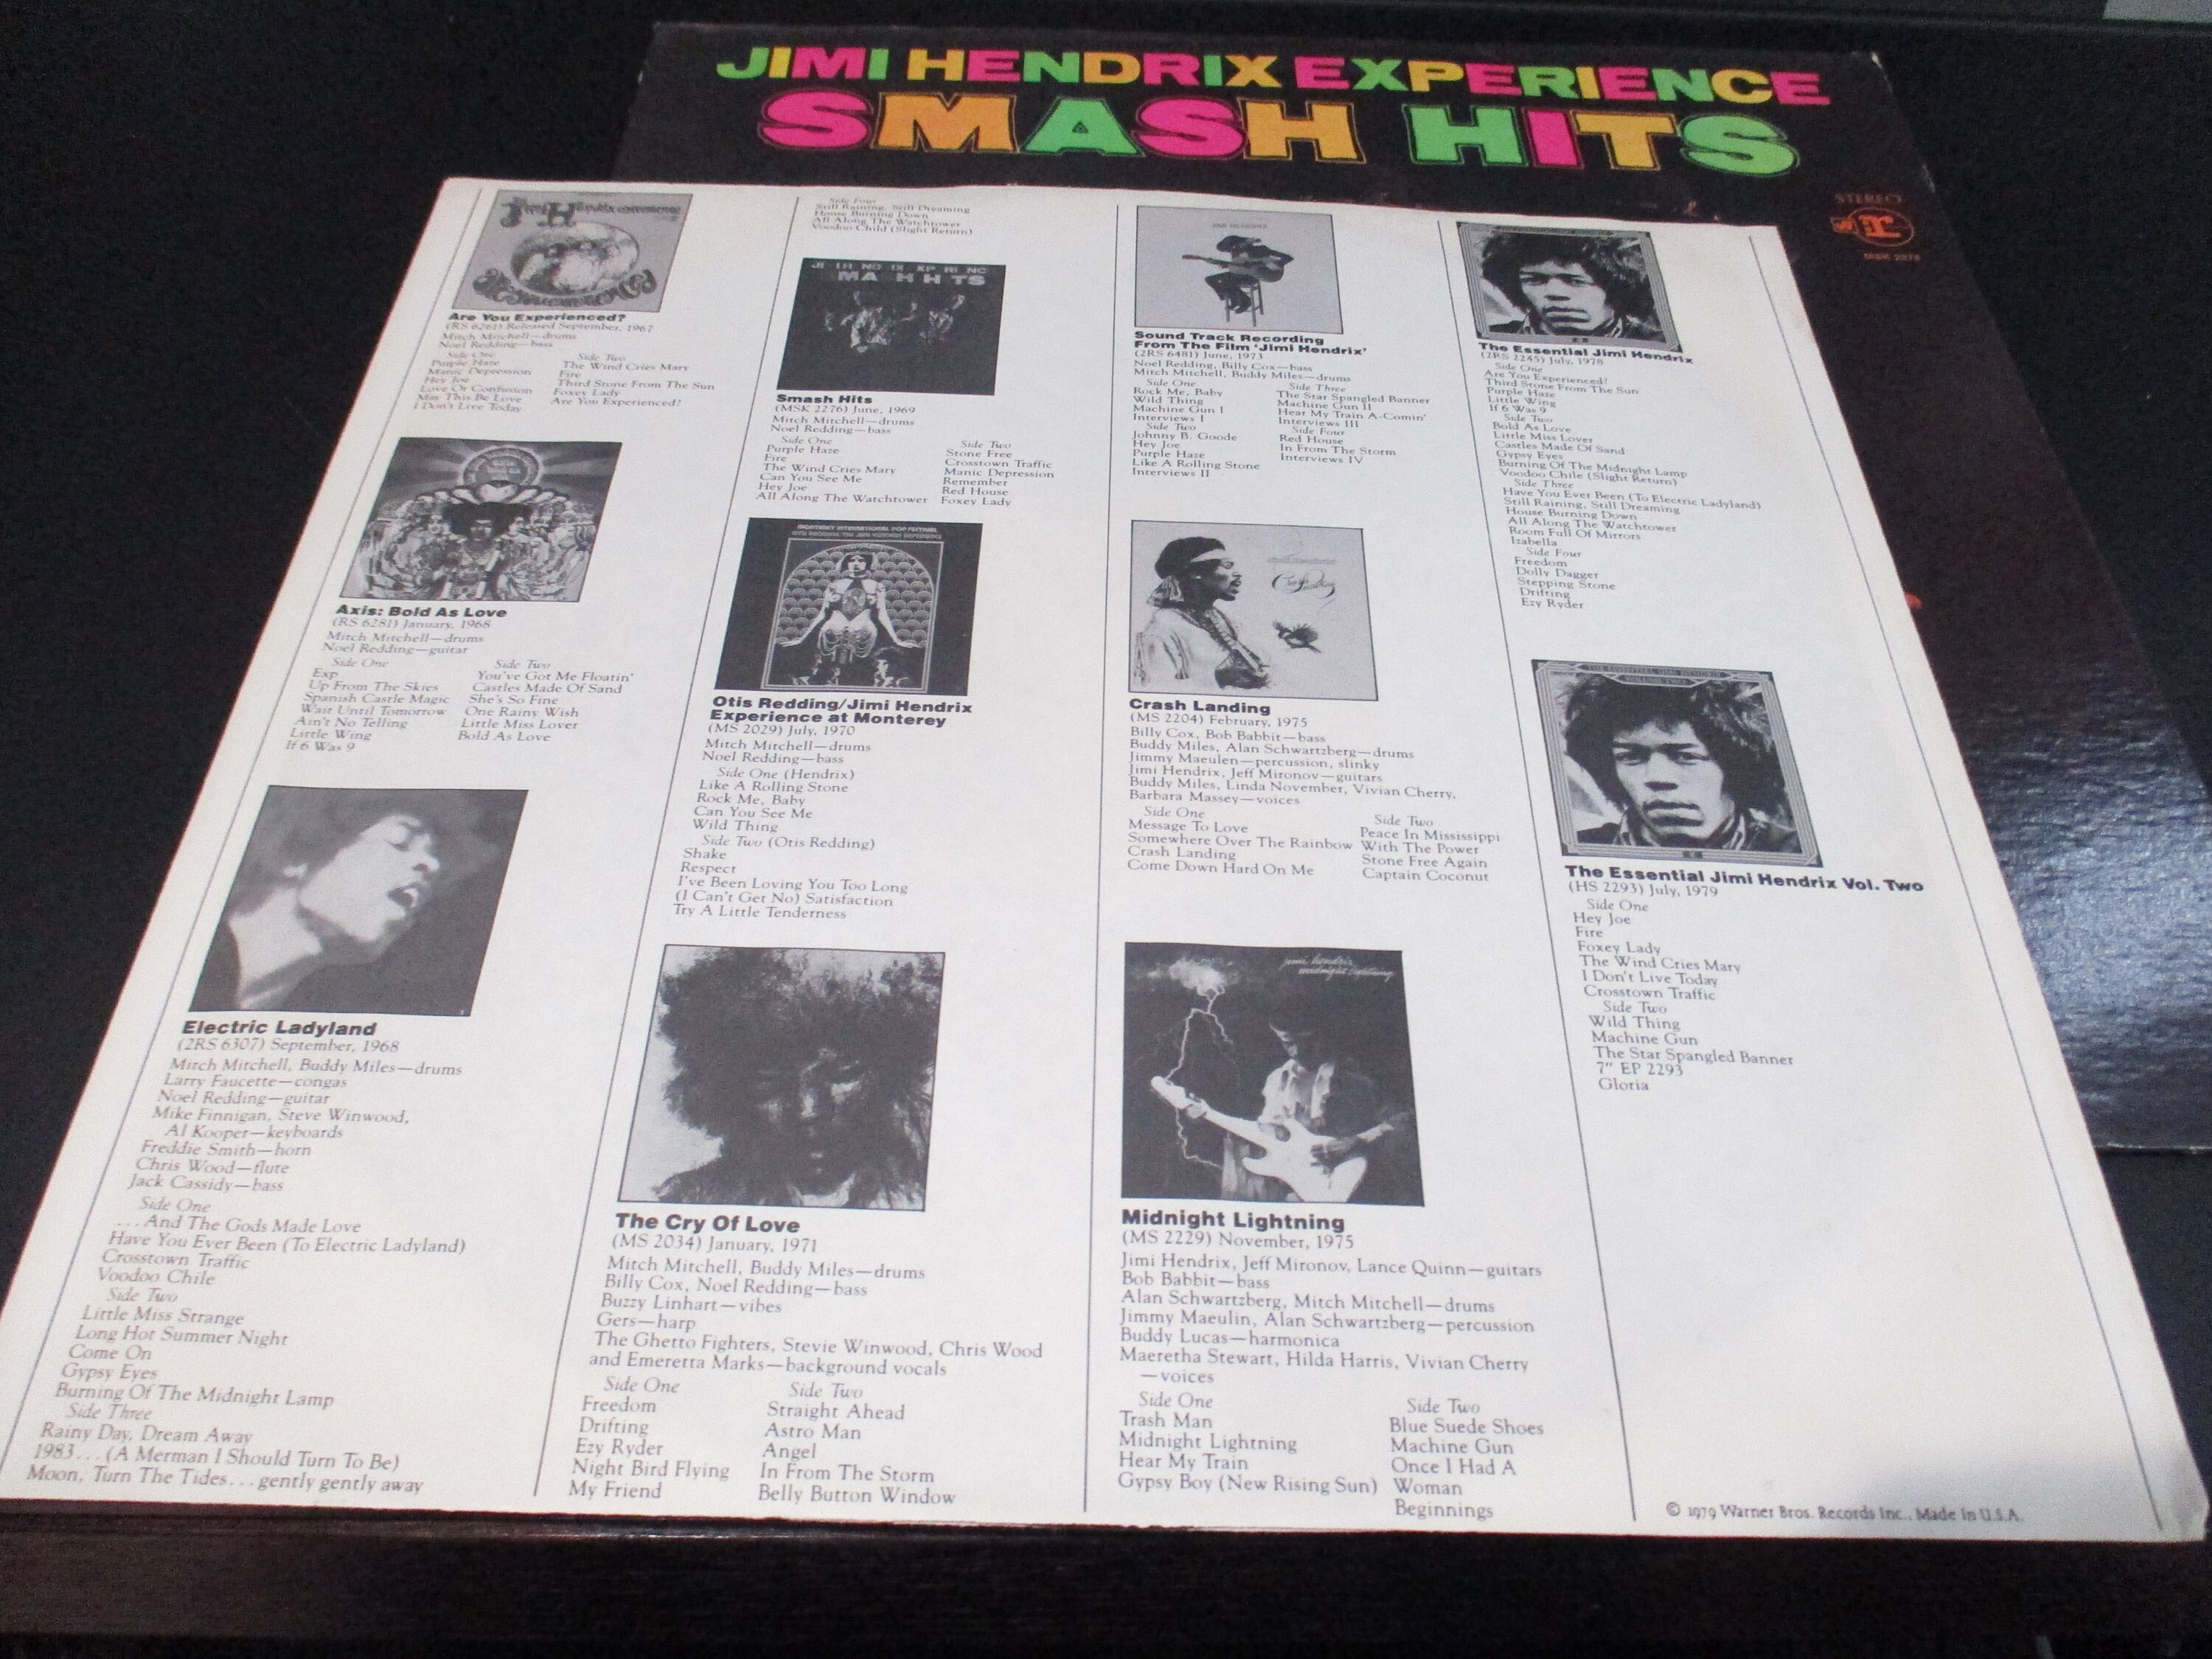 JIMI HENDRIX EXPERIENCE
SMASH HITS
STEREO
r
MSK 2276
Are You Experienced?
(RS 6261) Released September, 1967
Mitch Mitchell—drums
Noel Redding—bass
Side One
Purple Haze
Manic Depression
Hey Joe
Love Or Confusion
May This Be Love
I Don't Live Today
Side Two
The Wind Cries Mary
Fire
Third Stone From The Sun
Foxey Lady
Are You Experienced?
Axis: Bold As Love
(RS 6281) January, 1968
Mitch Mitchell—drums
Noel Redding—guitar
Side One
Exp
Up From The Skies
Spanish Castle Magic
Wait Until Tomorrow
Ain't No Telling
Little Wing
If 6 Was 9
Side Two
You've Got Me Floatin'
Castles Made Of Sand
She's So Fine
One Rainy Wish
Little Miss Lover
Bold As Love
Electric Ladyland
(2RS 6307) September, 1968
Mitch Mitchell, Buddy Miles—drums
Larry Faucette—congas
Noel Redding—guitar
Mike Finnigan, Steve Winwood,
Al Kooper—keyboards
Freddie Smith—horn
Chris Wood—flute
Jack Cassidy—bass
Side One
...And The Gods Made Love
Have You Ever Been (To Electric Ladyland)
Crosstown Traffic
Voodoo Chile
Side Two
Little Miss Strange
Long Hot Summer Night
Come On
Gypsy Eyes
Burning Of The Midnight Lamp
Side Three
Rainy Day, Dream Away
1983...(A Merman I Should Turn To Be)
Moon, Turn The Tides...gently gently away
Side Four
Still Raining, Still Dreaming
House Burning Down
All Along The Watchtower
Voodoo Child (Slight Return)
JI I H ND IX XP RI NC
MA H H TS
Smash Hits
(MSK 2276) June, 1969
Mitch Mitchell—drums
Noel Redding—bass
Side One
Purple Haze
Fire
The Wind Cries Mary
Can You See Me
Hey Joe
All Along The Watchtower
Side Two
Stone Free
Crosstown Traffic
Manic Depression
Remember
Red House
Foxey Lady
MONTEREY INTERNATIONAL POP FESTIVAL
OTIS REDDING/THE JIMI HENDRIX EXPERIENCE
Otis Redding/Jimi Hendrix
Experience at Monterey
(MS 2029) July, 1970
Mitch Mitchell—drums
Noel Redding—bass
Side One (Hendrix)
Like A Rolling Stone
Rock Me, Baby
Can You See Me
Wild Thing
Side Two (Otis Redding)
Shake
Respect
I've Been Loving You Too Long
(I Can't Get No) Satisfaction
Try A Little Tenderness
The Cry Of Love
(MS 2034) January, 1971
Mitch Mitchell, Buddy Miles—drums
Billy Cox, Noel Redding—bass
Buzzy Linhart—vibes
Gers—harp
The Ghetto Fighters, Stevie Winwood, Chris Wood
and Emeretta Marks—background vocals
Side One
Freedom
Drifting
Ezy Ryder
Night Bird Flying
My Friend
Side Two
Straight Ahead
Astro Man
Angel
In From The Storm
Belly Button Window
JIMI HENDRIX
Sound Track Recording
From The Film 'Jimi Hendrix'
(2RS 6481) June, 1973
Noel Redding, Billy Cox—bass
Mitch Mitchell, Buddy Miles—drums
Side One
Rock Me, Baby
Wild Thing
Machine Gun I
Interviews I
Side Two
Johnny B. Goode
Hey Joe
Purple Haze
Like A Rolling Stone
Interviews II
Side Three
The Star Spangled Banner
Machine Gun II
Hear My Train A-Comin'
Interviews III
Side Four
Red House
In From The Storm
Interviews IV
Crash Landing
Crash Landing
(MS 2204) February, 1975
Billy Cox, Bob Babbit—bass
Buddy Miles, Alan Schwartzberg—drums
Jimmy Maeulen—percussion, slinky
Jimi Hendrix, Jeff Mironov—guitars
Buddy Miles, Linda November, Vivian Cherry,
Barbara Massey—voices
Side One
Message To Love
Somewhere Over The Rainbow
Crash Landing
Come Down Hard On Me
Side Two
Peace In Mississippi
With The Power
Stone Free Again
Captain Coconut
jimi hendrix
midnight lightning
Midnight Lightning
(MS 2229) November, 1975
Jimi Hendrix, Jeff Mironov, Lance Quinn—guitars
Bob Babbit—bass
Alan Schwartzberg, Mitch Mitchell—drums
Jimmy Maeulin, Alan Schwartzberg—percussion
Buddy Lucas—harmonica
Maeretha Stewart, Hilda Harris, Vivian Cherry
—voices
Side One
Trash Man
Midnight Lightning
Hear My Train
Gypsy Boy (New Rising Sun)
Side Two
Blue Suede Shoes
Machine Gun
Once I Had A
Woman
Beginnings
The Essential Jimi Hendrix
(2RS 2245) July, 1978
Side One
Are You Experienced?
Third Stone From The Sun
Purple Haze
Little Wing
If 6 Was 9
Side Two
Bold As Love
Little Miss Lover
Castles Made Of Sand
Gypsy Eyes
Burning Of The Midnight Lamp
Voodoo Chile (Slight Return)
Side Three
Have You Ever Been (To Electric Ladyland)
Still Raining, Still Dreaming
House Burning Down
All Along The Watchtower
Room Full Of Mirrors
Izabella
Side Four
Freedom
Dolly Dagger
Stepping Stone
Drifting
Ezy Ryder
THE ESSENTIAL JIMI HENDRIX
VOLUME TWO
The Essential Jimi Hendrix Vol. Two
(HS 2293) July, 1979
Side One
Hey Joe
Fire
Foxey Lady
The Wind Cries Mary
I Don't Live Today
Crosstown Traffic
Side Two
Wild Thing
Machine Gun
The Star Spangled Banner
7" EP 2293
Gloria
© 1979 Warner Bros. Records Inc., Made In U.S.A.